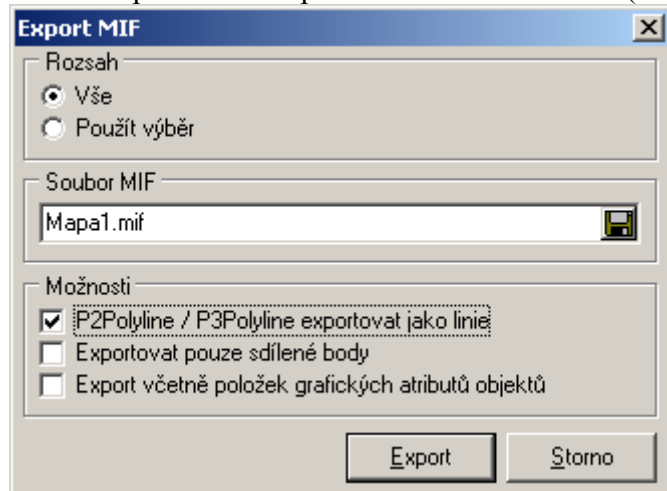 Export MIF
Rozsah
Vše
Použít výběr
Soubor MIF
Mapa1.mif
Možnosti
P2Polyline / P3Polyline exportovat jako linie
Exportovat pouze sdílené body
Export včetně položek grafických atributů objektů
Export Storno